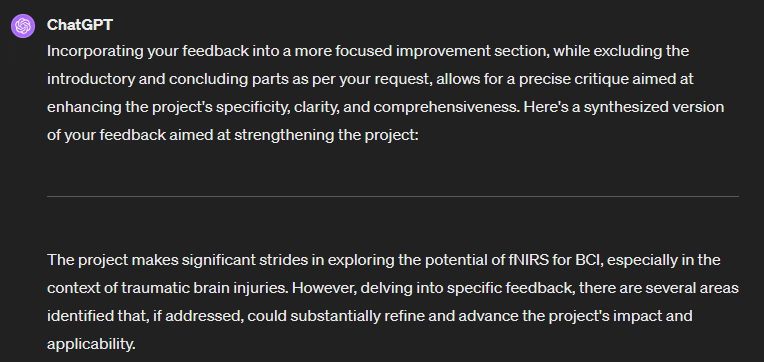 ChatGPT
Incorporating your feedback into a more focused improvement section, while excluding the
introductory and concluding parts as per your request, allows for a precise critique aimed at
enhancing the project's specificity, clarity, and comprehensiveness. Here's a synthesized version
of your feedback aimed at strengthening the project:
The project makes significant strides in exploring the potential of fNIRS for BCI, especially in the
context of traumatic brain injuries. However, delving into specific feedback, there are several areas
identified that, if addressed, could substantially refine and advance the project's impact and
applicability.